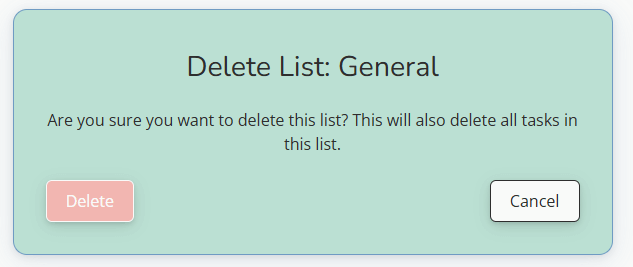 Delete List: General
Are you sure you want to delete this list? This will also delete all tasks in
this list.
Delete
Cancel